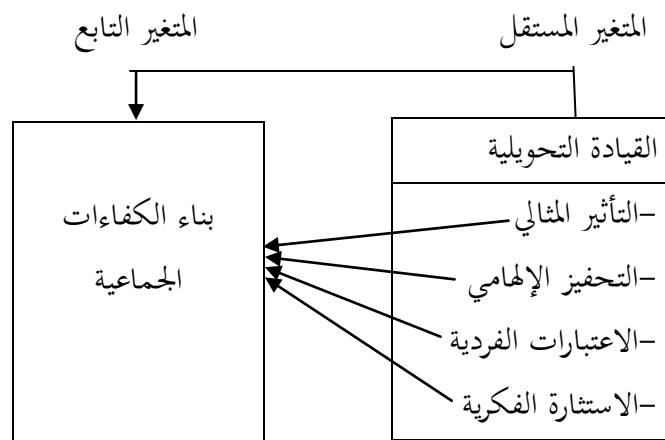 المتغير المستقل
المتغير التابع
القيادة التحويلية
-التأثير المثالي
-التحفيز الإلهامي
-الاعتبارات الفردية
-الاستثارة الفكرية
بناء الكفاءات
الجماعية